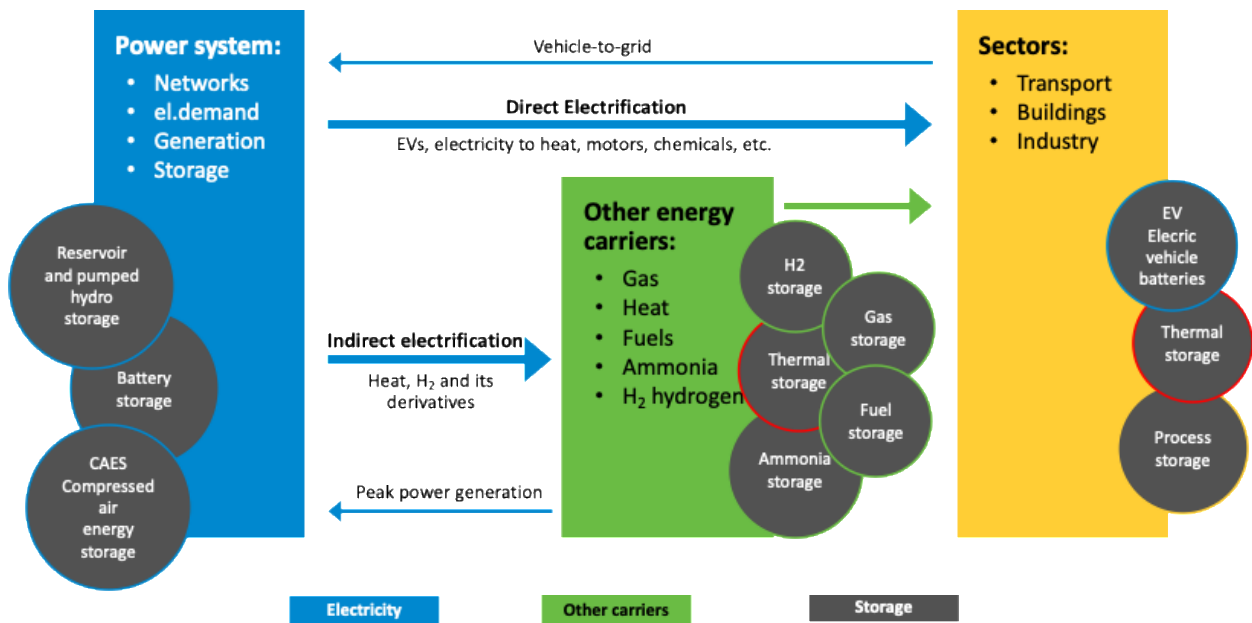 Power system:
• Networks
• el.demand
• Generation
• Storage
Reservoir
and pumped
hydro
storage
Battery
storage
CAES
Compressed
air
energy
storage
Vehicle-to-grid
Direct Electrification
EVs, electricity to heat, motors, chemicals, etc.
Indirect electrification
Heat, H₂ and its
derivatives
Peak power generation
Other energy
carriers:
• Gas
• Heat
• Fuels
• Ammonia
• H₂ hydrogen
H2
storage
Gas
storage
Thermal
storage
Fuel
storage
Ammonia
storage
Sectors:
• Transport
• Buildings
• Industry
EV
Elecric
vehicle
batteries
Thermal
storage
Process
storage
Electricity
Other carriers
Storage